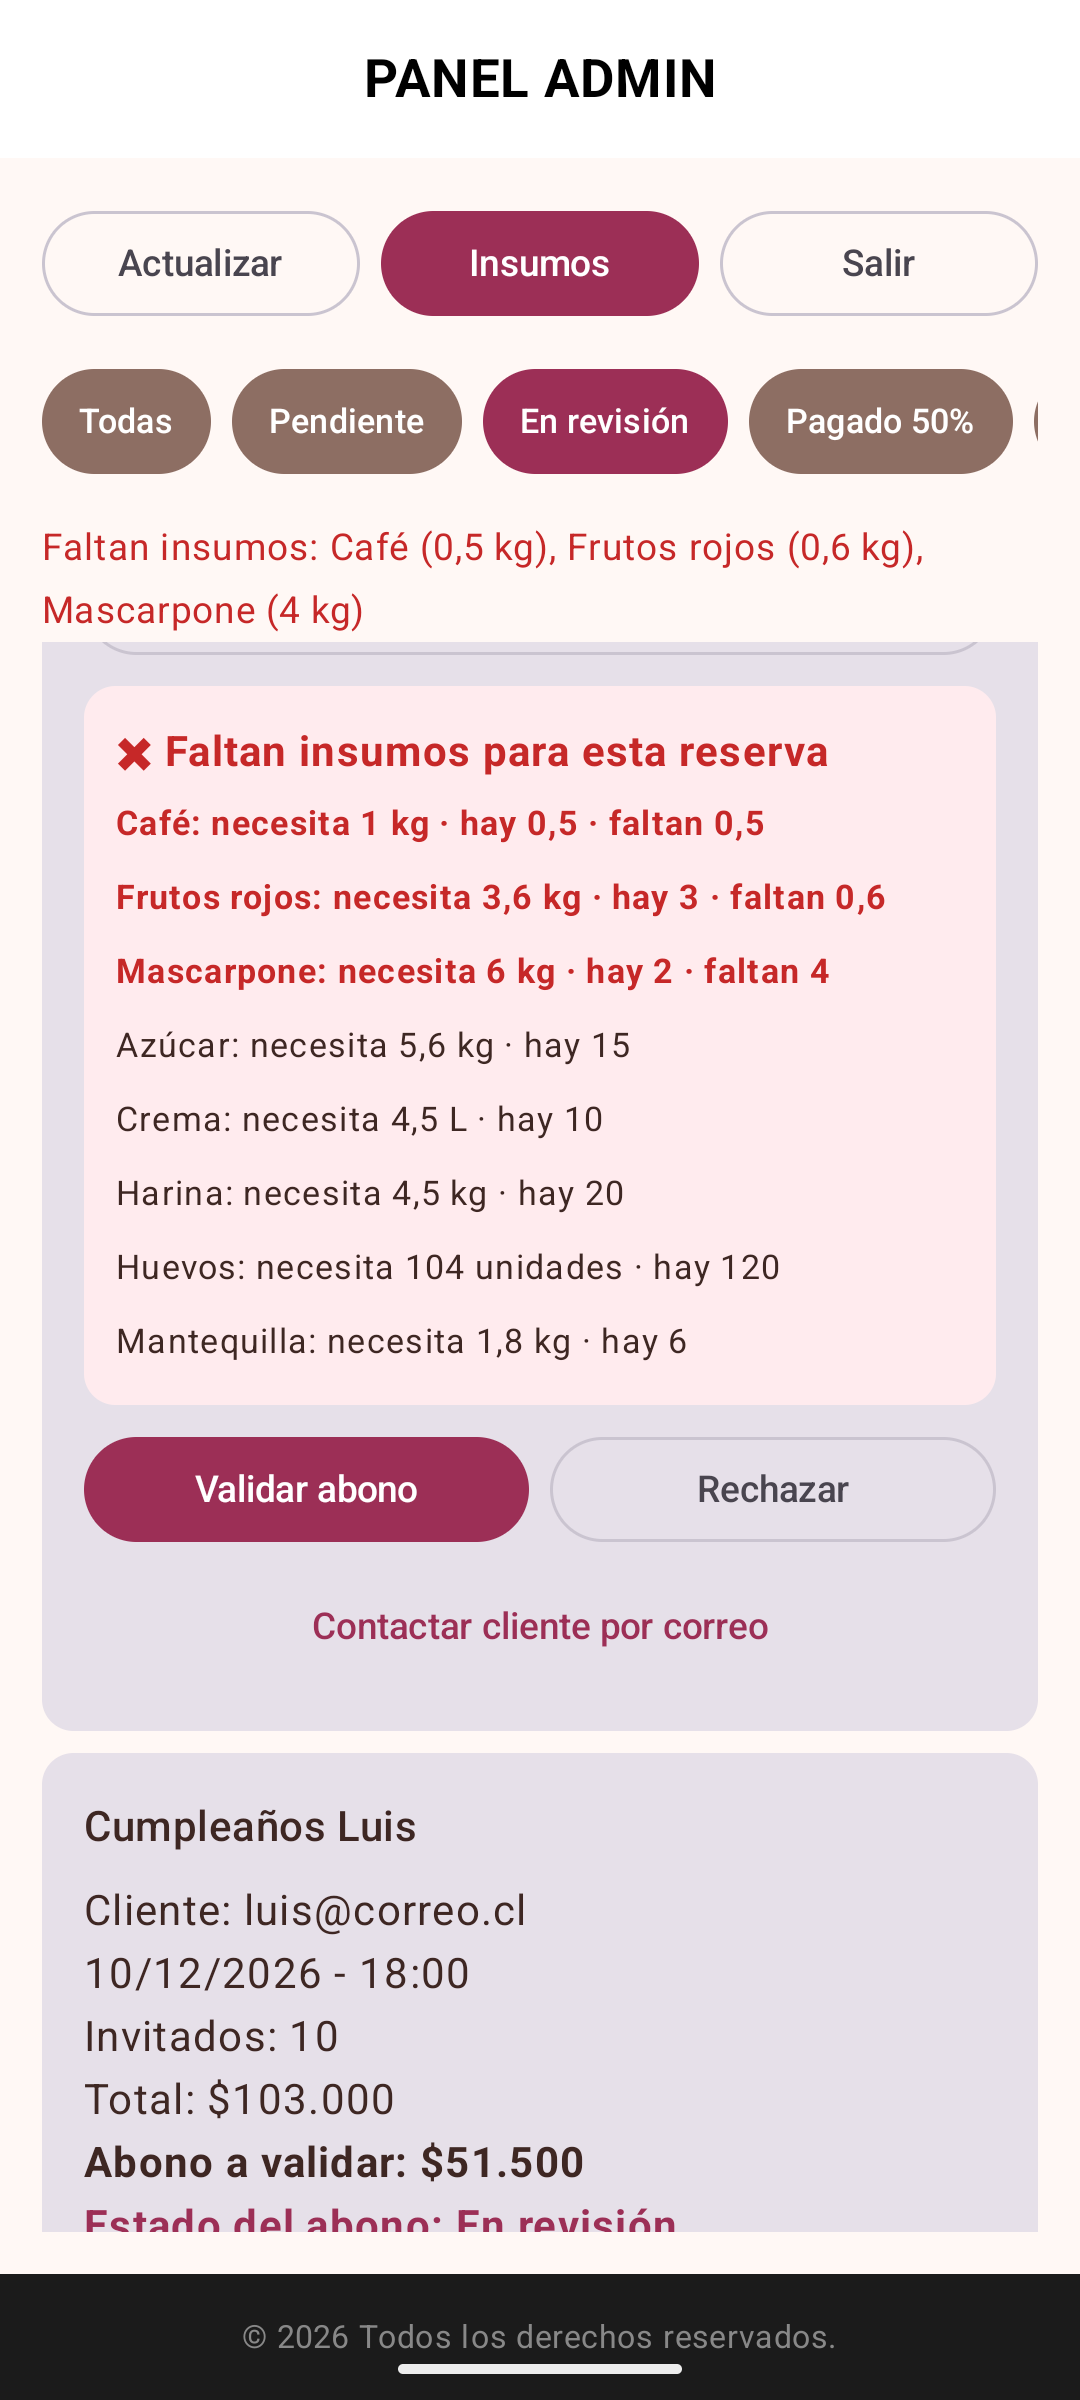 PANEL ADMIN
Actualizar
Insumos
Salir
Todas
Pendiente
En revisión
Pagado 50%
Faltan insumos: Café (0,5 kg), Frutos rojos (0,6 kg),
Mascarpone (4 kg)
✖ Faltan insumos para esta reserva
Café: necesita 1 kg · hay 0,5 · faltan 0,5
Frutos rojos: necesita 3,6 kg · hay 3 · faltan 0,6
Mascarpone: necesita 6 kg · hay 2 · faltan 4
Azúcar: necesita 5,6 kg · hay 15
Crema: necesita 4,5 L · hay 10
Harina: necesita 4,5 kg · hay 20
Huevos: necesita 104 unidades · hay 120
Mantequilla: necesita 1,8 kg · hay 6
Validar abono
Rechazar
Contactar cliente por correo
Cumpleaños Luis
Cliente: luis@correo.cl
10/12/2026 - 18:00
Invitados: 10
Total: $103.000
Abono a validar: $51.500
Estado del abono: En revisión
© 2026 Todos los derechos reservados.